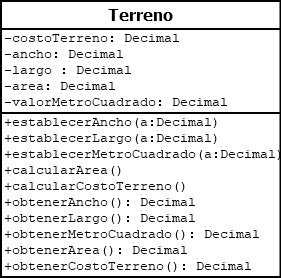 Terreno
-costoTerreno: Decimal
-ancho: Decimal
-largo : Decimal
-area: Decimal
-valorMetroCuadrado: Decimal
+establecerAncho(a:Decimal)
+establecerLargo(a:Decimal)
+establecerMetroCuadrado(a:Decimal)
+calcularArea()
+calcularCostoTerreno()
+obtenerAncho(): Decimal
+obtenerLargo(): Decimal
+obtenerMetroCuadrado(): Decimal
+obtenerArea(): Decimal
+obtenerCostoTerreno(): Decimal